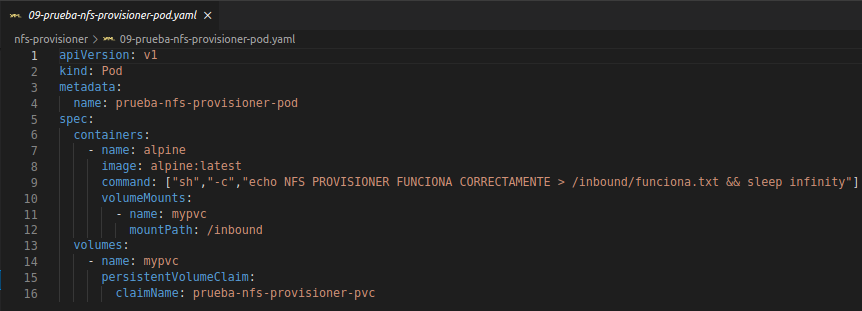 09-prueba-nfs-provisioner-pod.yaml ×
nfs-provisioner > 09-prueba-nfs-provisioner-pod.yaml
1 apiVersion: v1
2 kind: Pod
3 metadata:
4   name: prueba-nfs-provisioner-pod
5 spec:
6   containers:
7     - name: alpine
8       image: alpine:latest
9       command: ["sh","-c","echo NFS PROVISIONER FUNCIONA CORRECTAMENTE > /inbound/funciona.txt && sleep infinity"]
10       volumeMounts:
11         - name: mypvc
12           mountPath: /inbound
13   volumes:
14     - name: mypvc
15       persistentVolumeClaim:
16         claimName: prueba-nfs-provisioner-pvc